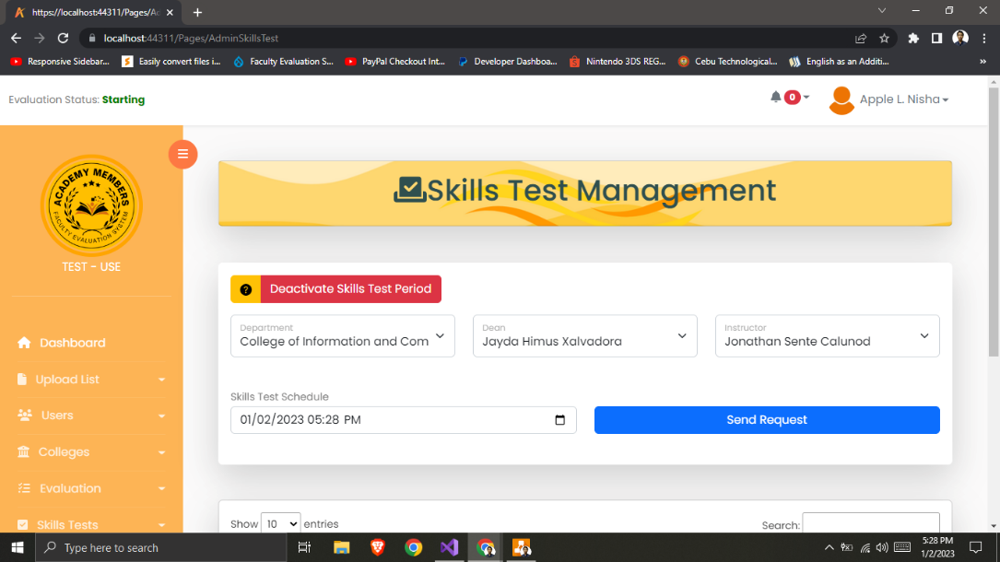 https://localhost:44311/Pages/Ad
localhost:44311/Pages/AdminSkillsTest
Responsive Sidebar...
Easily convert files i...
Faculty Evaluation S...
PayPal Checkout Int...
Developer Dashboa...
Nintendo 3DS REG...
Cebu Technological...
English as an Additi...
Evaluation Status: Starting
0
Apple L. Nisha
ACADEMY MEMBERS
FACULTY EVALUATION SYSTEM
TEST - USE
Dashboard
Upload List
Users
Colleges
Evaluation
Skills Tests
Skills Test Management
Deactivate Skills Test Period
Department
College of Information and Com
Dean
Jayda Himus Xalvadora
Instructor
Jonathan Sente Calunod
Skills Test Schedule
01/02/2023 05:28 PM
Send Request
Show 10 entries
Search:
Type here to search
5:28 PM
1/2/2023